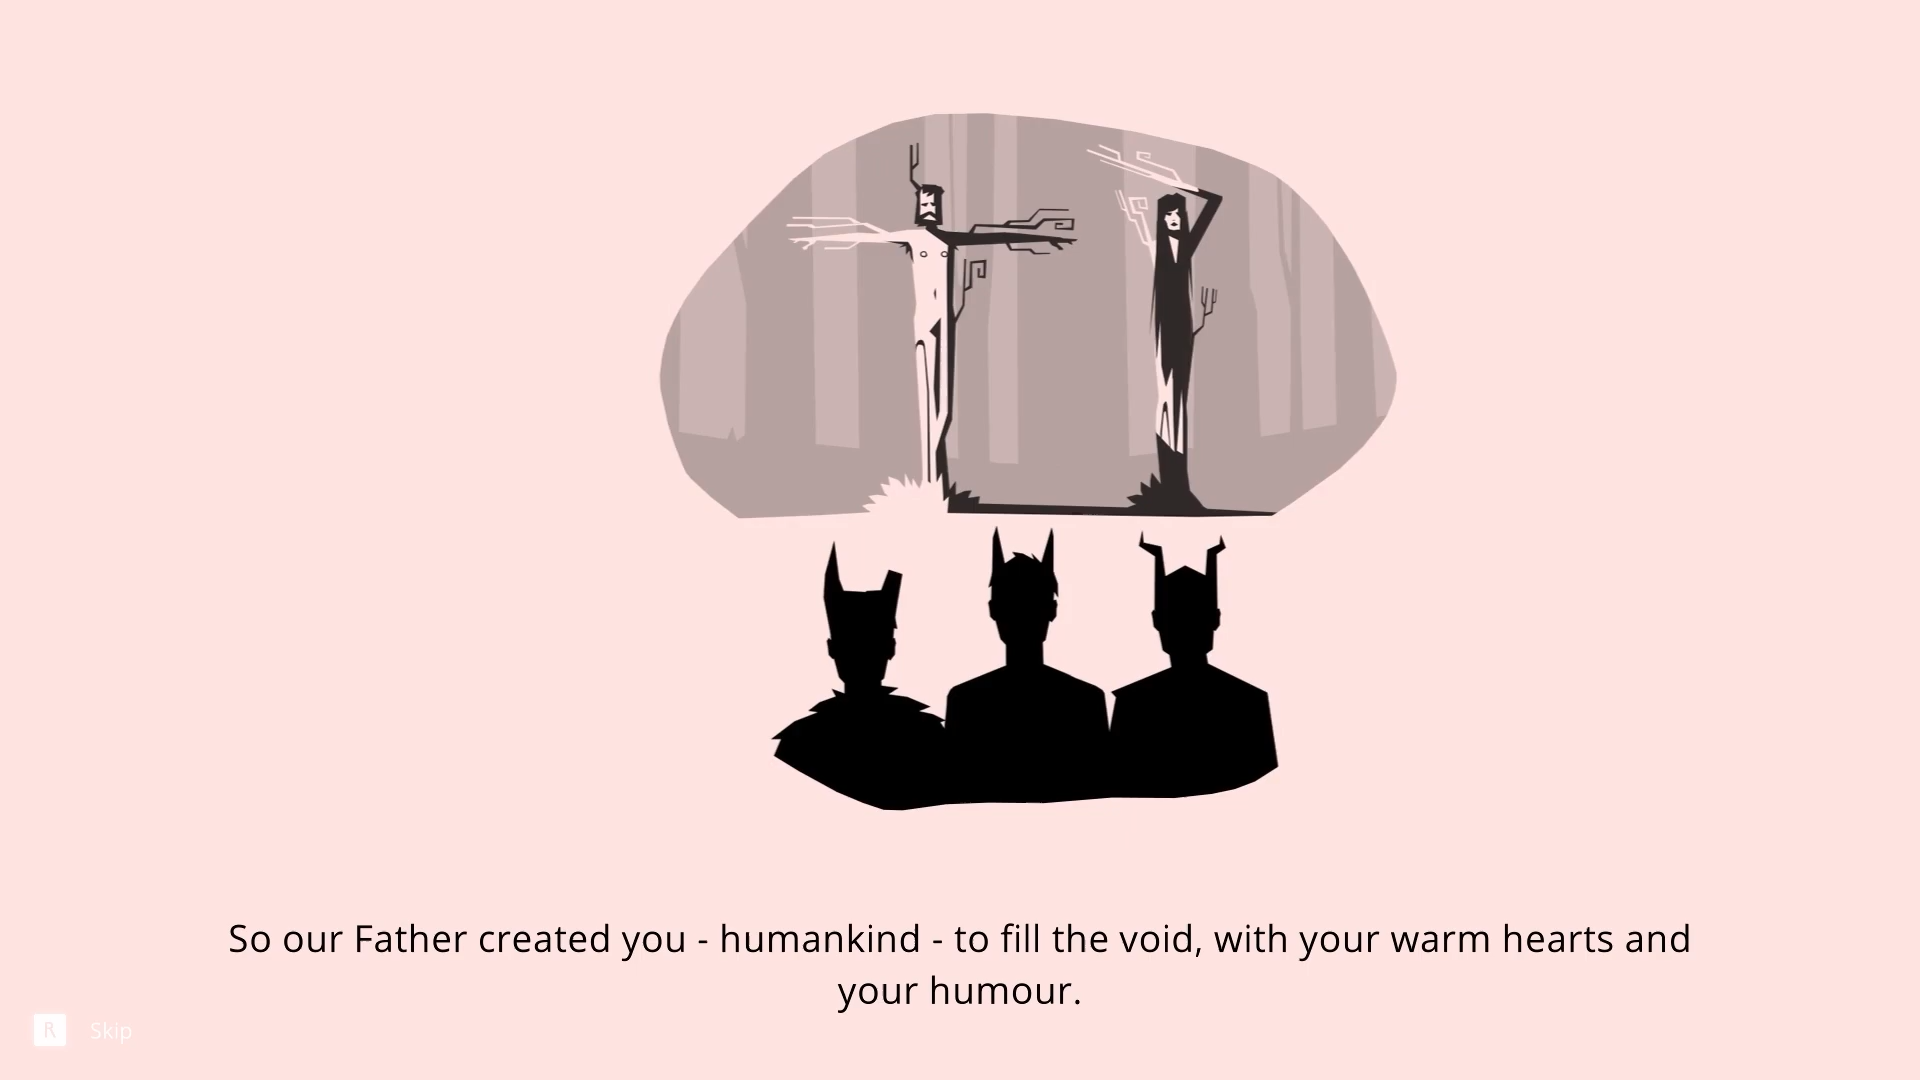 So our Father created you - humankind - to fill the void, with your warm hearts and
your humour.
R Skip